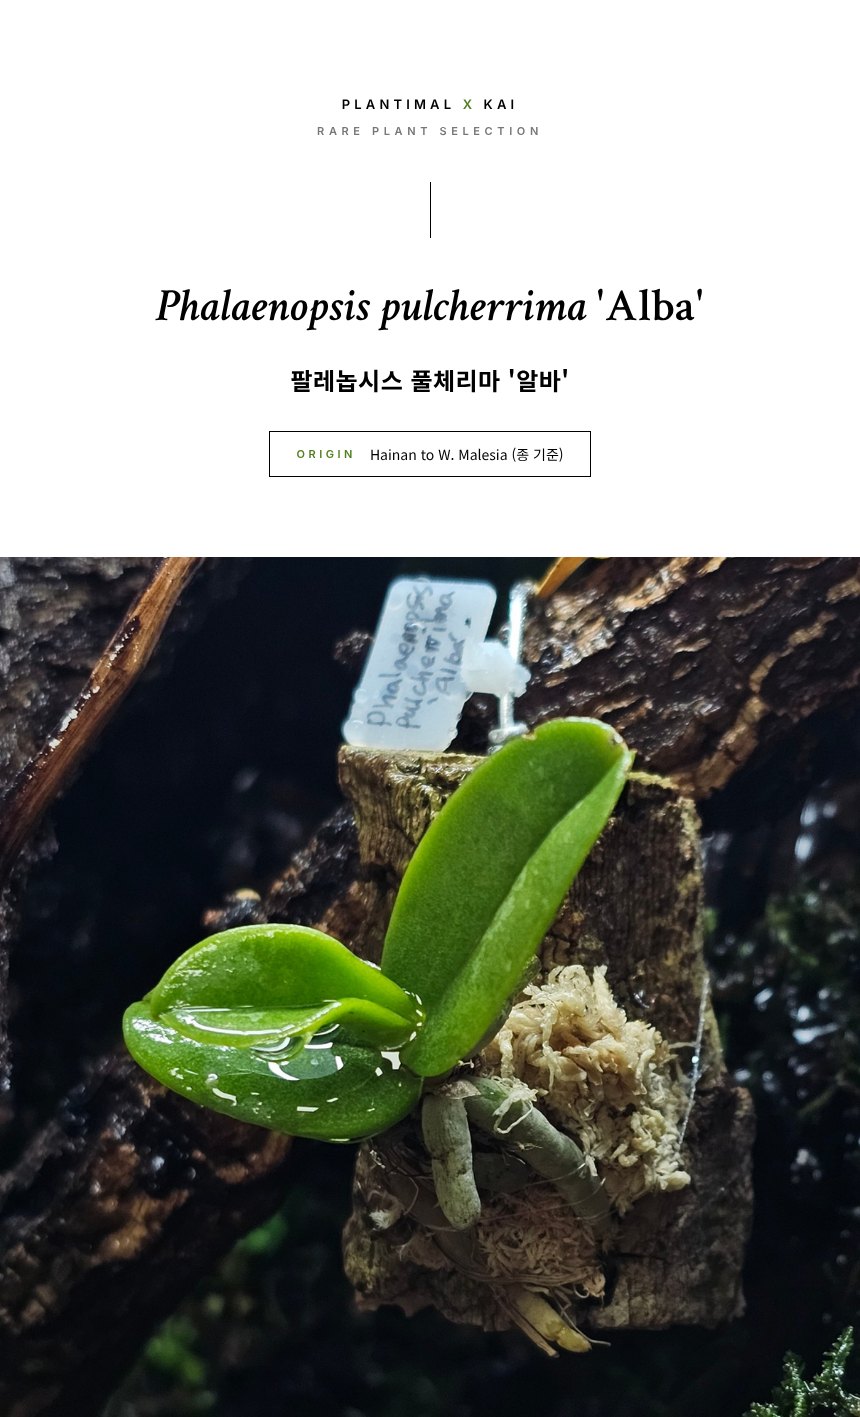 PLANTIMAL X KAI
RARE PLANT SELECTION
Phalaenopsis pulcherrima 'Alba'
팔레놉시스 풀체리마 '알바'
ORIGIN Hainan to W. Malesia (종 기준)
Phalaenopsis
pulcherrima
'Alba'